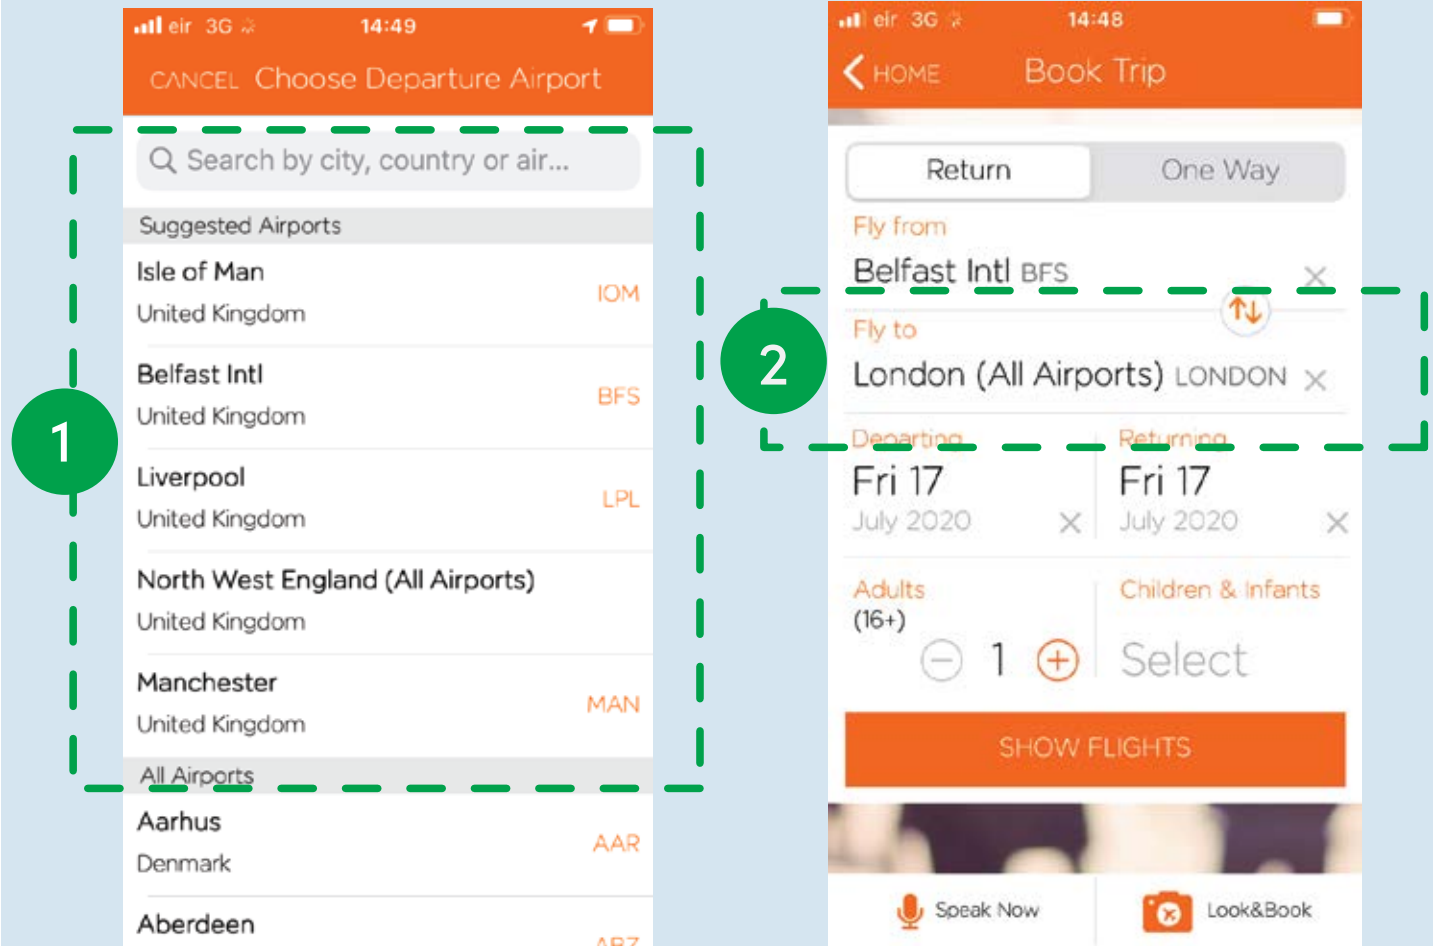 eir 3G 14:49
CANCEL Choose Departure Airport
Search by city, country or air...
Suggested Airports
Isle of Man
IOM
United Kingdom
Belfast Intl
BFS
United Kingdom
1
Liverpool
LPL
United Kingdom
North West England (All Airports)
United Kingdom
Manchester
MAN
United Kingdom
All Airports
Aarhus
AAR
Denmark
Aberdeen
ABZ
eir 3G 14:48
HOME Book Trip
Return One Way
Fly from
Belfast Intl BFS
Fly to
2
London (All Airports) LONDON
Departing Returning
Fri 17 Fri 17
July 2020 July 2020
Adults Children & Infants
(16+)
1 Select
SHOW FLIGHTS
Speak Now Look&Book